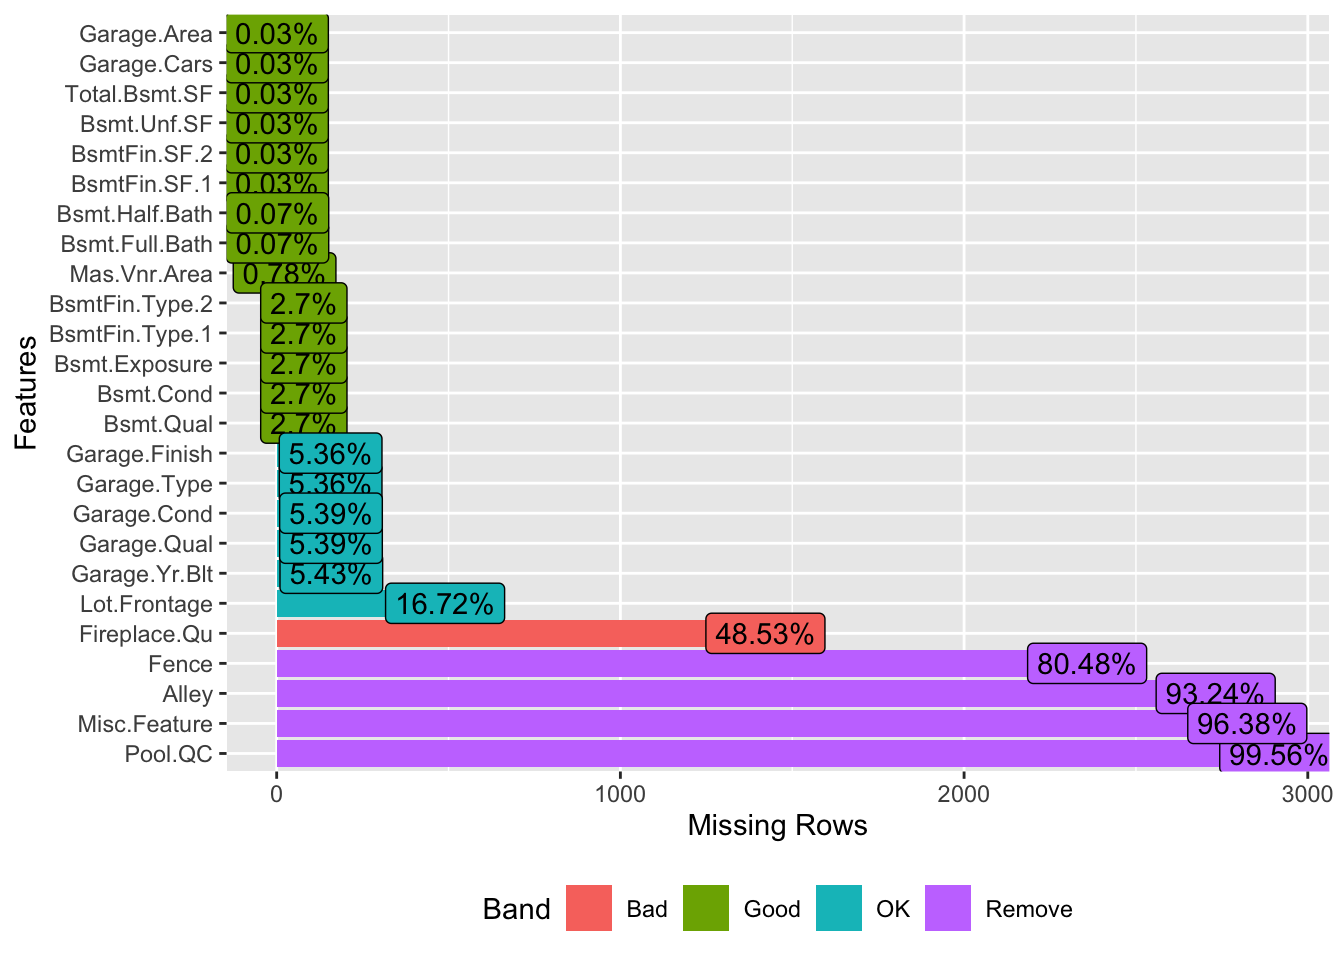 Features
Garage.Area 0.03%
Garage.Cars 0.03%
Total.Bsmt.SF 0.03%
Bsmt.Unf.SF 0.03%
BsmtFin.SF.2 0.03%
BsmtFin.SF.1 0.03%
Bsmt.Half.Bath 0.07%
Bsmt.Full.Bath 0.07%
Mas.Vnr.Area 0.78%
BsmtFin.Type.2 2.7%
BsmtFin.Type.1 2.7%
Bsmt.Exposure 2.7%
Bsmt.Cond 2.7%
Bsmt.Qual 2.7%
Garage.Finish 5.36%
Garage.Type 5.36%
Garage.Cond 5.39%
Garage.Qual 5.39%
Garage.Yr.Blt 5.43%
Lot.Frontage 16.72%
Fireplace.Qu 48.53%
Fence 80.48%
Alley 93.24%
Misc.Feature 96.38%
Pool.QC 99.56%
0 1000 2000 3000
Missing Rows
Band Bad Good OK Remove